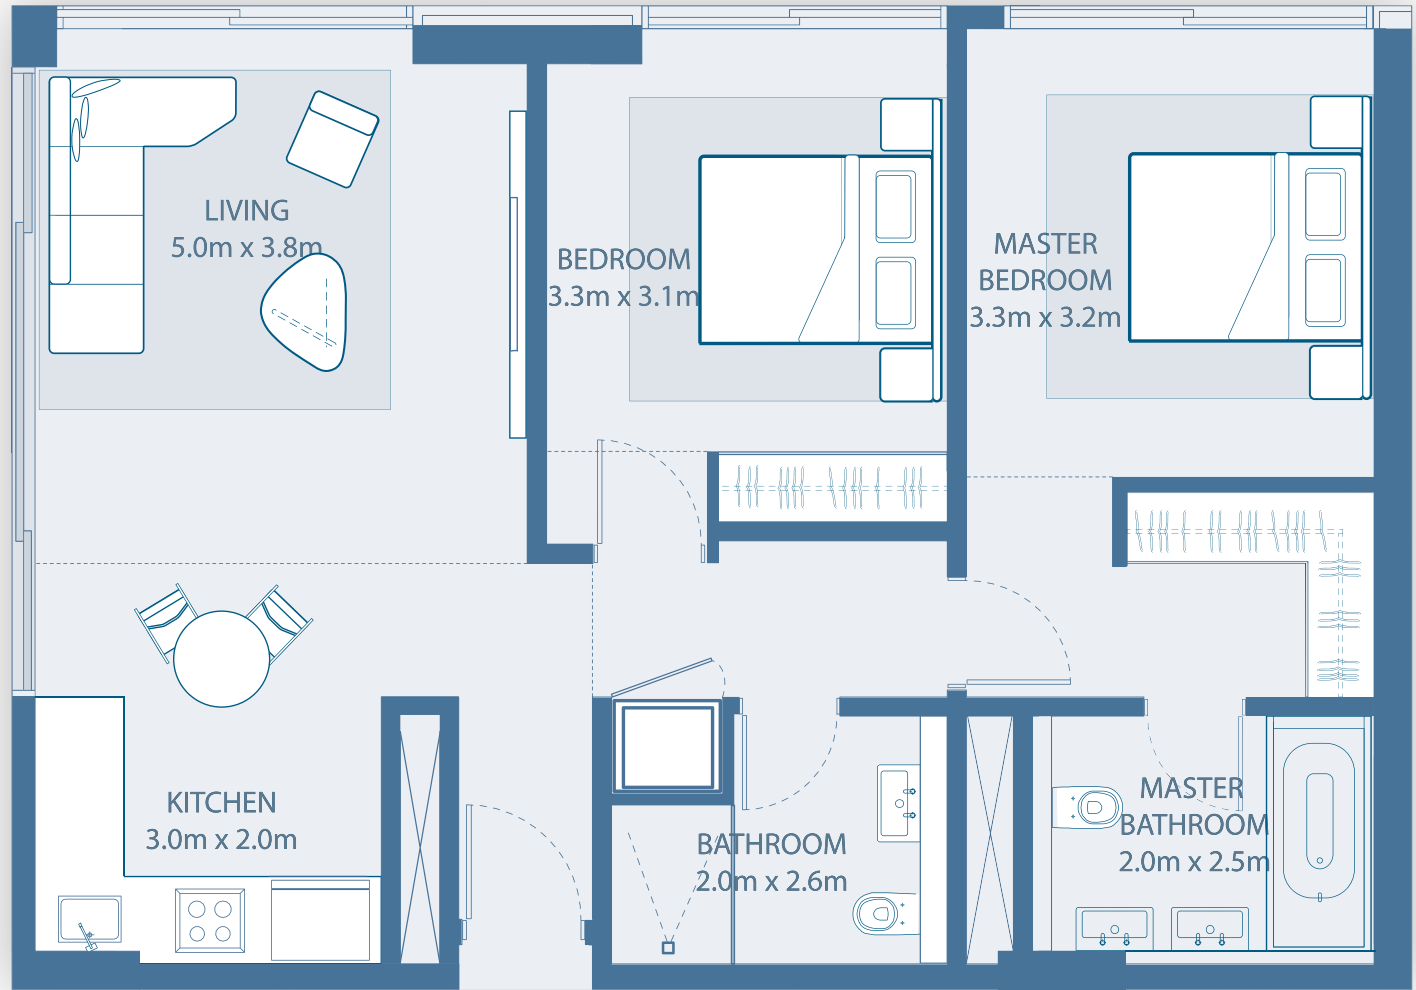 LIVING
5.0m x 3.8m
BEDROOM
3.3m x 3.1m
MASTER
BEDROOM
3.3m x 3.2m
KITCHEN
3.0m x 2.0m
BATHROOM
2.0m x 2.6m
MASTER
BATHROOM
2.0m x 2.5m